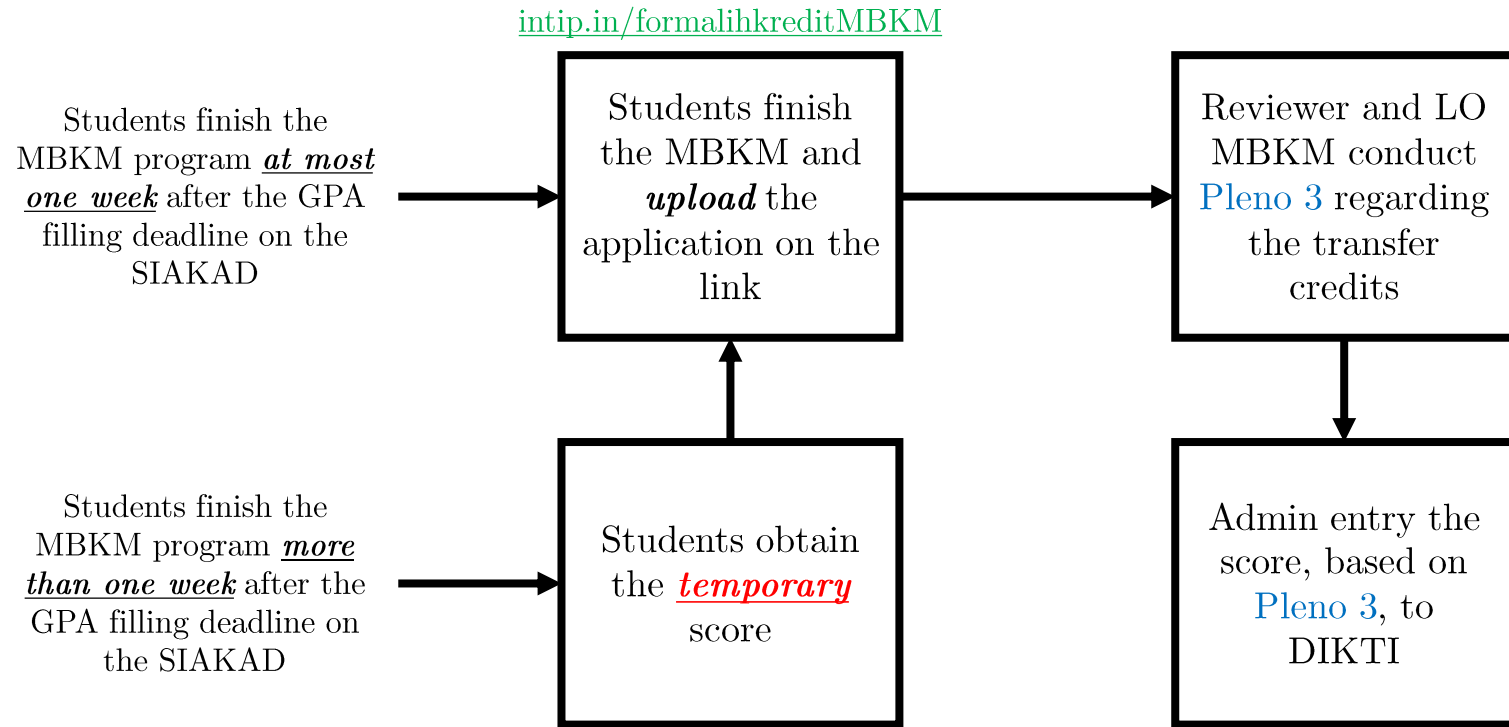 intip.in/formalihkreditMBKM
Students finish the
MBKM program at most
one week after the GPA
filling deadline on the
SIAKAD
Students finish
the MBKM and
upload the
application on the
link
Reviewer and LO
MBKM conduct
Pleno 3 regarding
the transfer
credits
Students finish the
MBKM program more
than one week after the
GPA filling deadline on
the SIAKAD
Students obtain
the temporary
score
Admin entry the
score, based on
Pleno 3, to
DIKTI